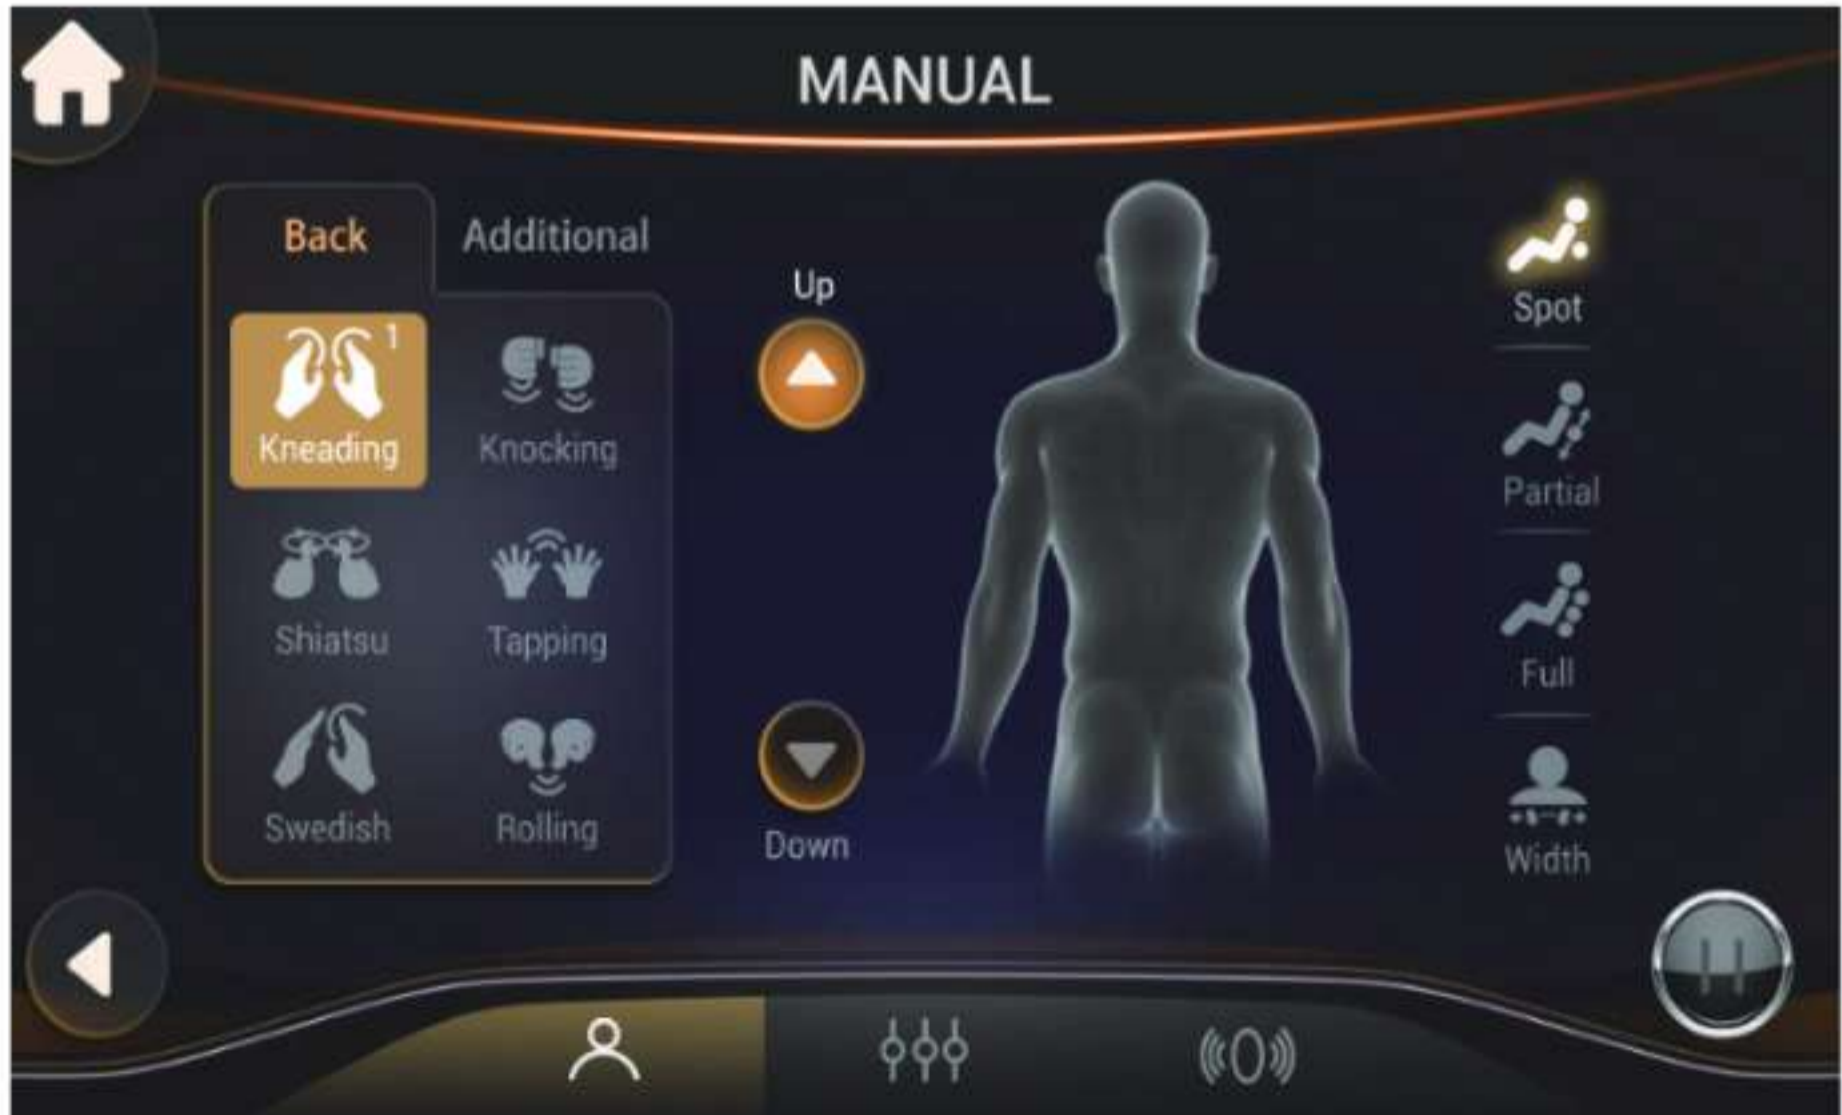 MANUAL
Back
Additional
1
Kneading
Knocking
Shiatsu
Tapping
Swedish
Rolling
Up
Down
Spot
Partial
Full
Width